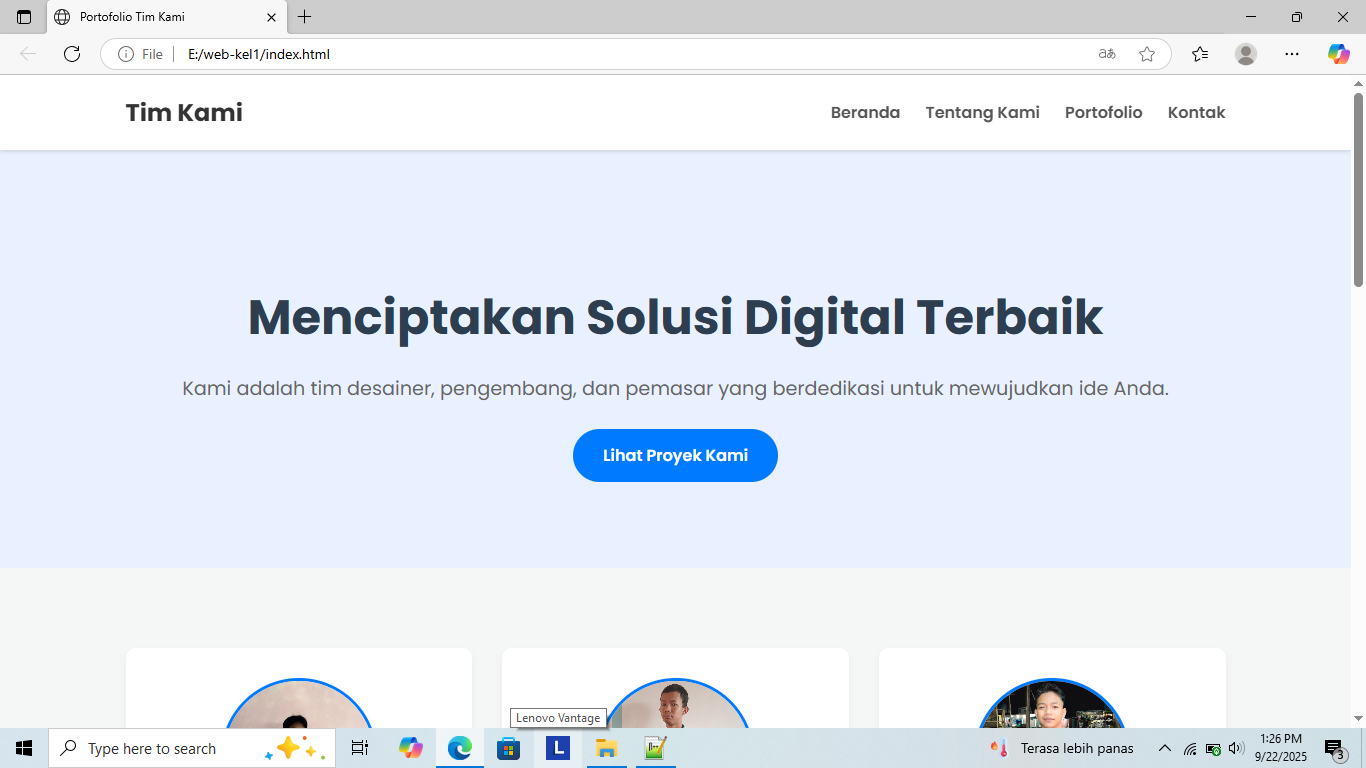 Portofolio Tim Kami
File
E:/web-kel1/index.html
Tim Kami
Beranda
Tentang Kami
Portofolio
Kontak
Menciptakan Solusi Digital Terbaik
Kami adalah tim desainer, pengembang, dan pemasar yang berdedikasi untuk mewujudkan ide Anda.
Lihat Proyek Kami
Lenovo Vantage
Type here to search
L
Terasa lebih panas
1:26 PM
9/22/2025
3